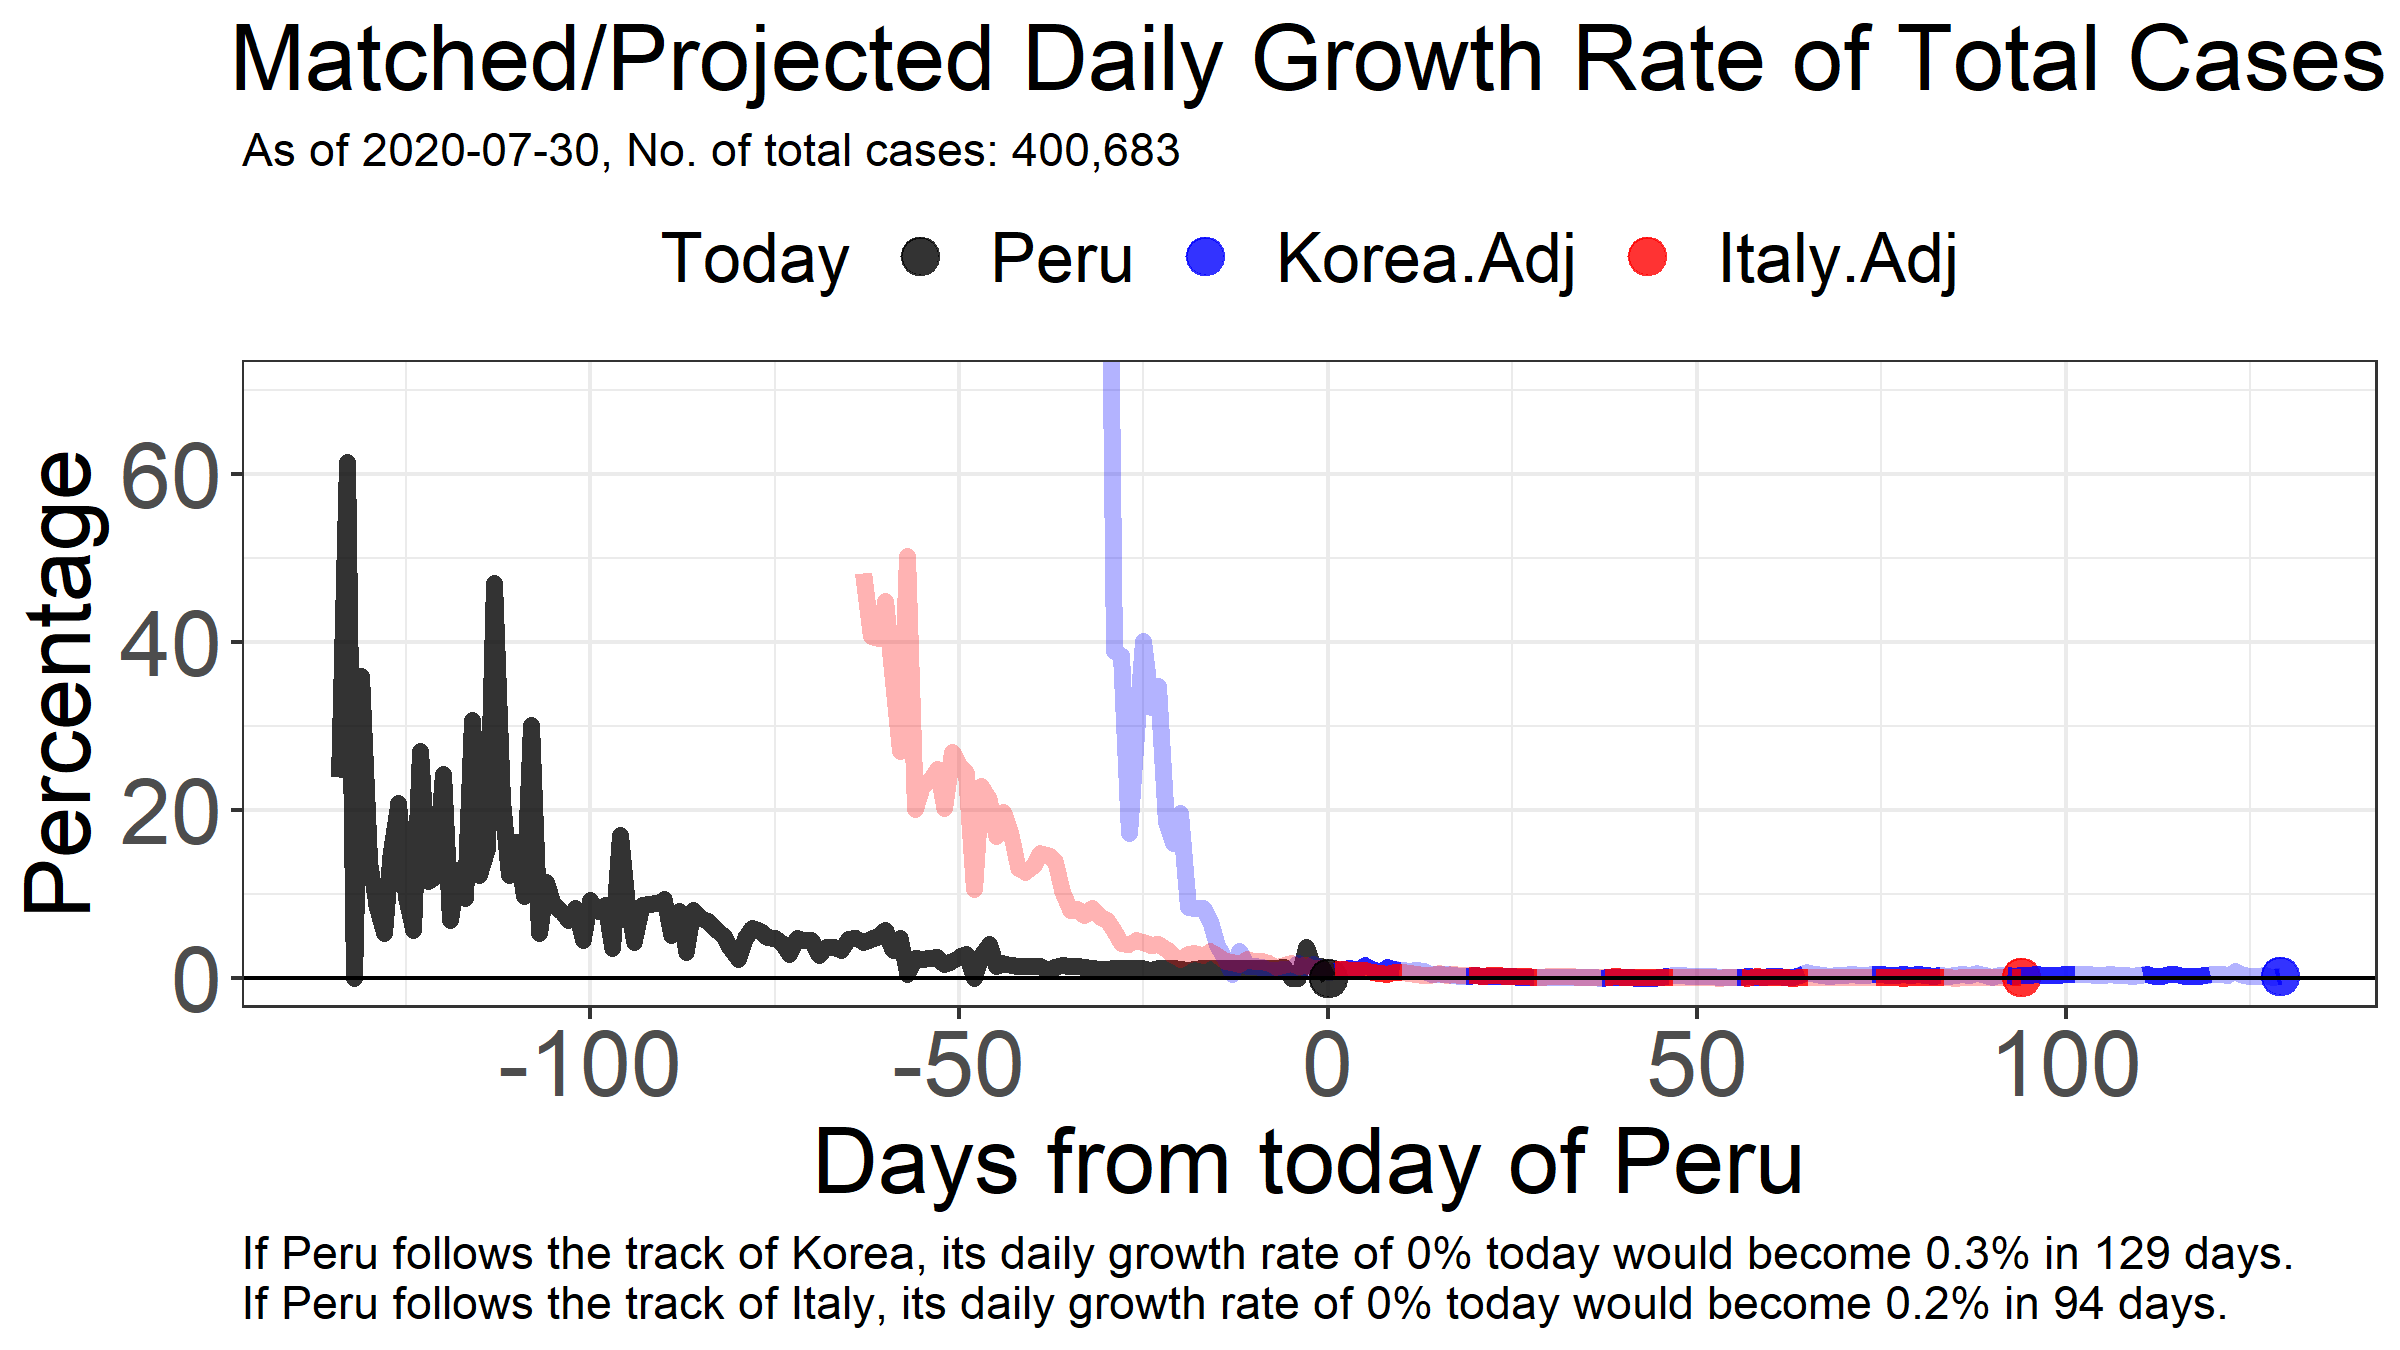 Matched/Projected Daily Growth Rate of Total Cases
As of 2020-07-30, No. of total cases: 400,683
Today Peru Korea.Adj Italy.Adj
Percentage
60
40
20
0
-100 -50 0 50 100
Days from today of Peru
If Peru follows the track of Korea, its daily growth rate of 0% today would become 0.3% in 129 days.
If Peru follows the track of Italy, its daily growth rate of 0% today would become 0.2% in 94 days.